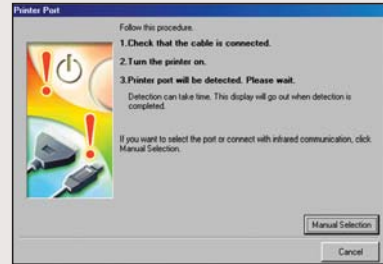 Printer Port
Follow this procedure.
1.Check that the cable is connected.
2.Turn the printer on.
3.Printer port will be detected. Please wait.
Detection can take time. This display will go out when detection is
completed.
If you want to select the port or connect with infrared communication, click
Manual Selection.
Manual Selection
Cancel